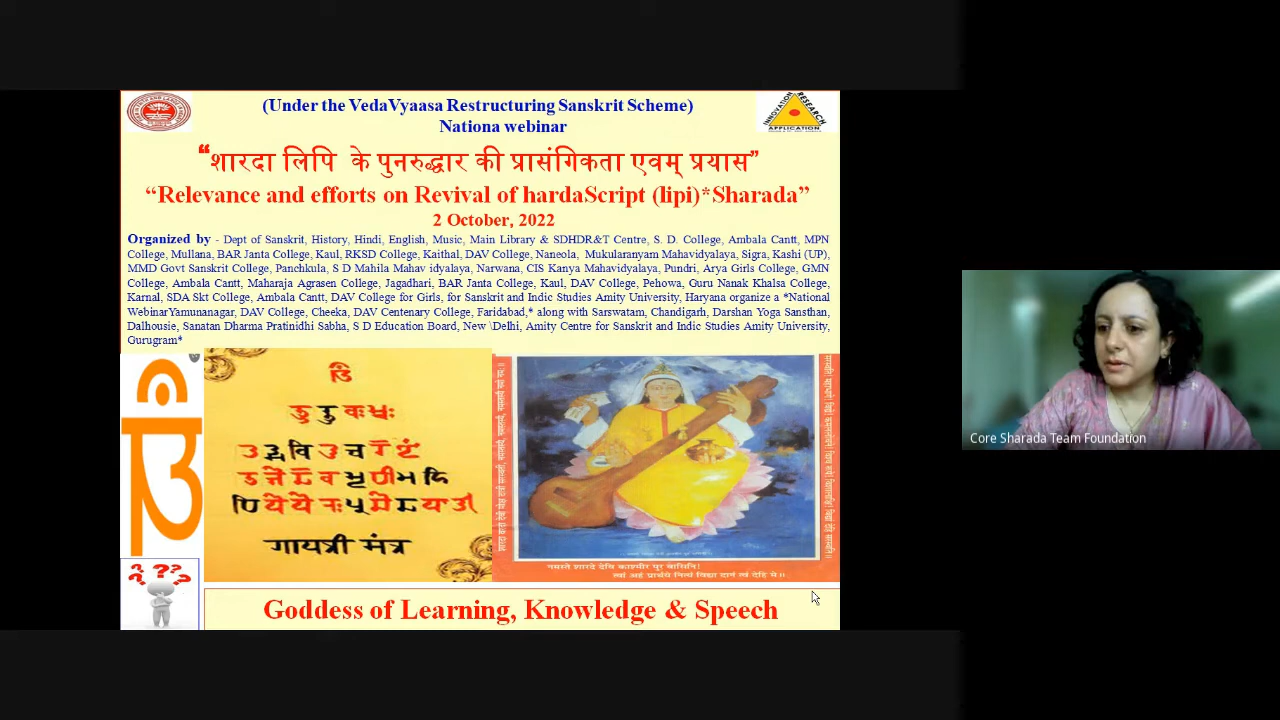 (Under the VedaVyaasa Restructuring Sanskrit Scheme)
Nationa webinar
“शारदा लिपि के पुनरुद्धार की प्रासंगिकता एवम् प्रयास”
“Relevance and efforts on Revival of hardaScript (lipi)*Sharada”
2 October, 2022
Organized by - Dept of Sanskrit, History, Hindi, English, Music, Main Library & SDHDR&T Centre, S. D. College, Ambala Cantt, MPN
College, Mullana, BAR Janta College, Kaul, RKSD College, Kaithal, DAV College, Naneola, Mukularanyam Mahavidyalaya, Sigra, Kashi (UP),
MMD Govt Sanskrit College, Panchkula, S D Mahila Mahav idyalaya, Narwana, CIS Kanya Mahavidyalaya, Pundri, Arya Girls College, GMN
College, Ambala Cantt, Maharaja Agrasen College, Jagadhari, BAR Janta College, Kaul, DAV College, Pehowa, Guru Nanak Khalsa College,
Karnal, SDA Skt College, Ambala Cantt, DAV College for Girls, for Sanskrit and Indic Studies Amity University, Haryana organize a *National
WebinarYamunanagar, DAV College, Cheeka, DAV Centenary College, Faridabad,* along with Sarswatam, Chandigarh, Darshan Yoga Sansthan,
Dalhousie, Sanatan Dharma Pratinidhi Sabha, S D Education Board, New \Delhi, Amity Centre for Sanskrit and Indic Studies Amity University,
Gurugram*
INNOVATION RESEARCH
APPLICATION
गायत्री मंत्र
नमस्ते शारदे देवि काश्मीर पुर वासिनि!
त्वां अहं प्रार्थये नित्यं विद्या दानं त्वं देहि मे॥
Goddess of Learning, Knowledge & Speech
Core Sharada Team Foundation